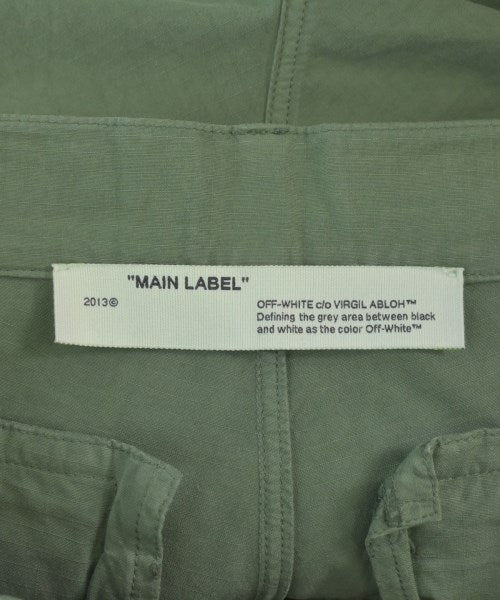 "MAIN LABEL"
2013©
OFF-WHITE c/o VIRGIL ABLOH™
Defining the grey area between black
and white as the color Off-White™